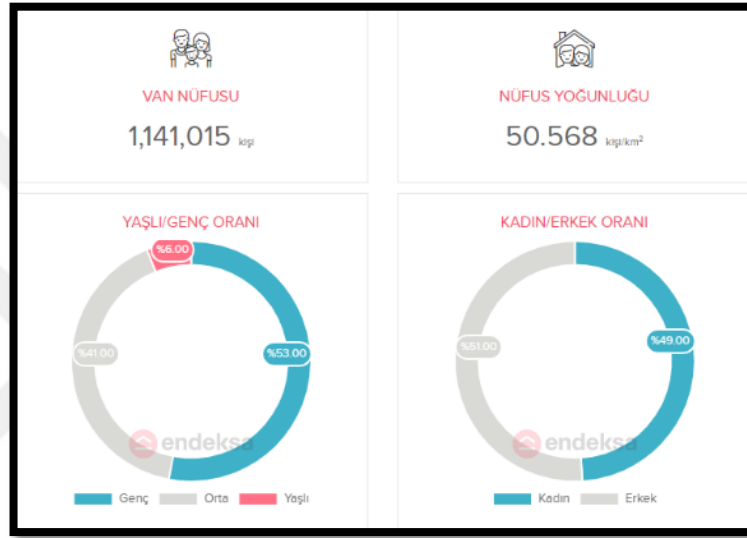 VAN NÜFUSU
1,141,015 kişi
NÜFUS YOĞUNLUĞU
50.568 kişi/km²
YAŞLI/GENÇ ORANI
%6.00
%41.00
%53.00
endeksa
Genç Orta Yaşlı
KADIN/ERKEK ORANI
%51.00
%49.00
endeksa
Kadın Erkek